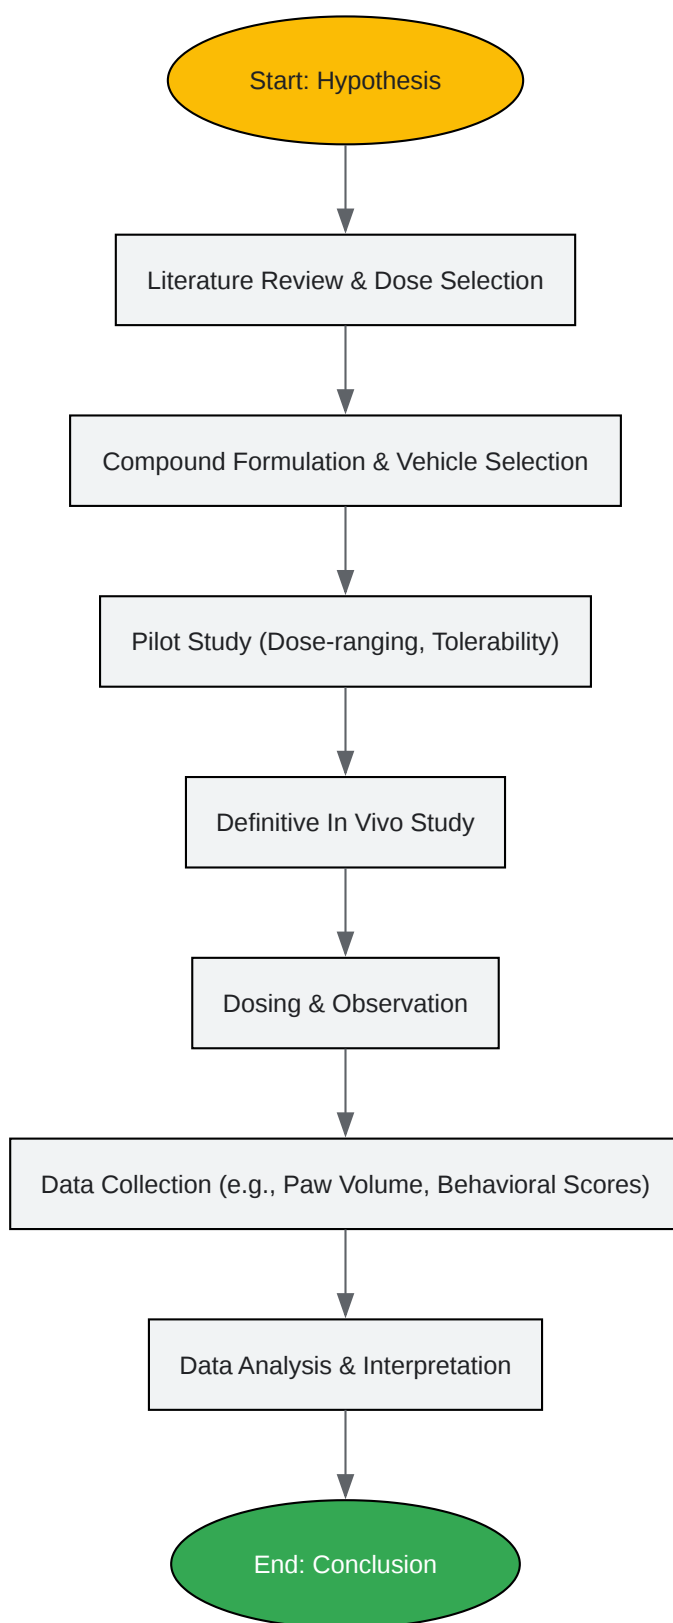 Start: Hypothesis
Literature Review & Dose Selection
Compound Formulation & Vehicle Selection
Pilot Study (Dose-ranging, Tolerability)
Definitive In Vivo Study
Dosing & Observation
Data Collection (e.g., Paw Volume, Behavioral Scores)
Data Analysis & Interpretation
End: Conclusion